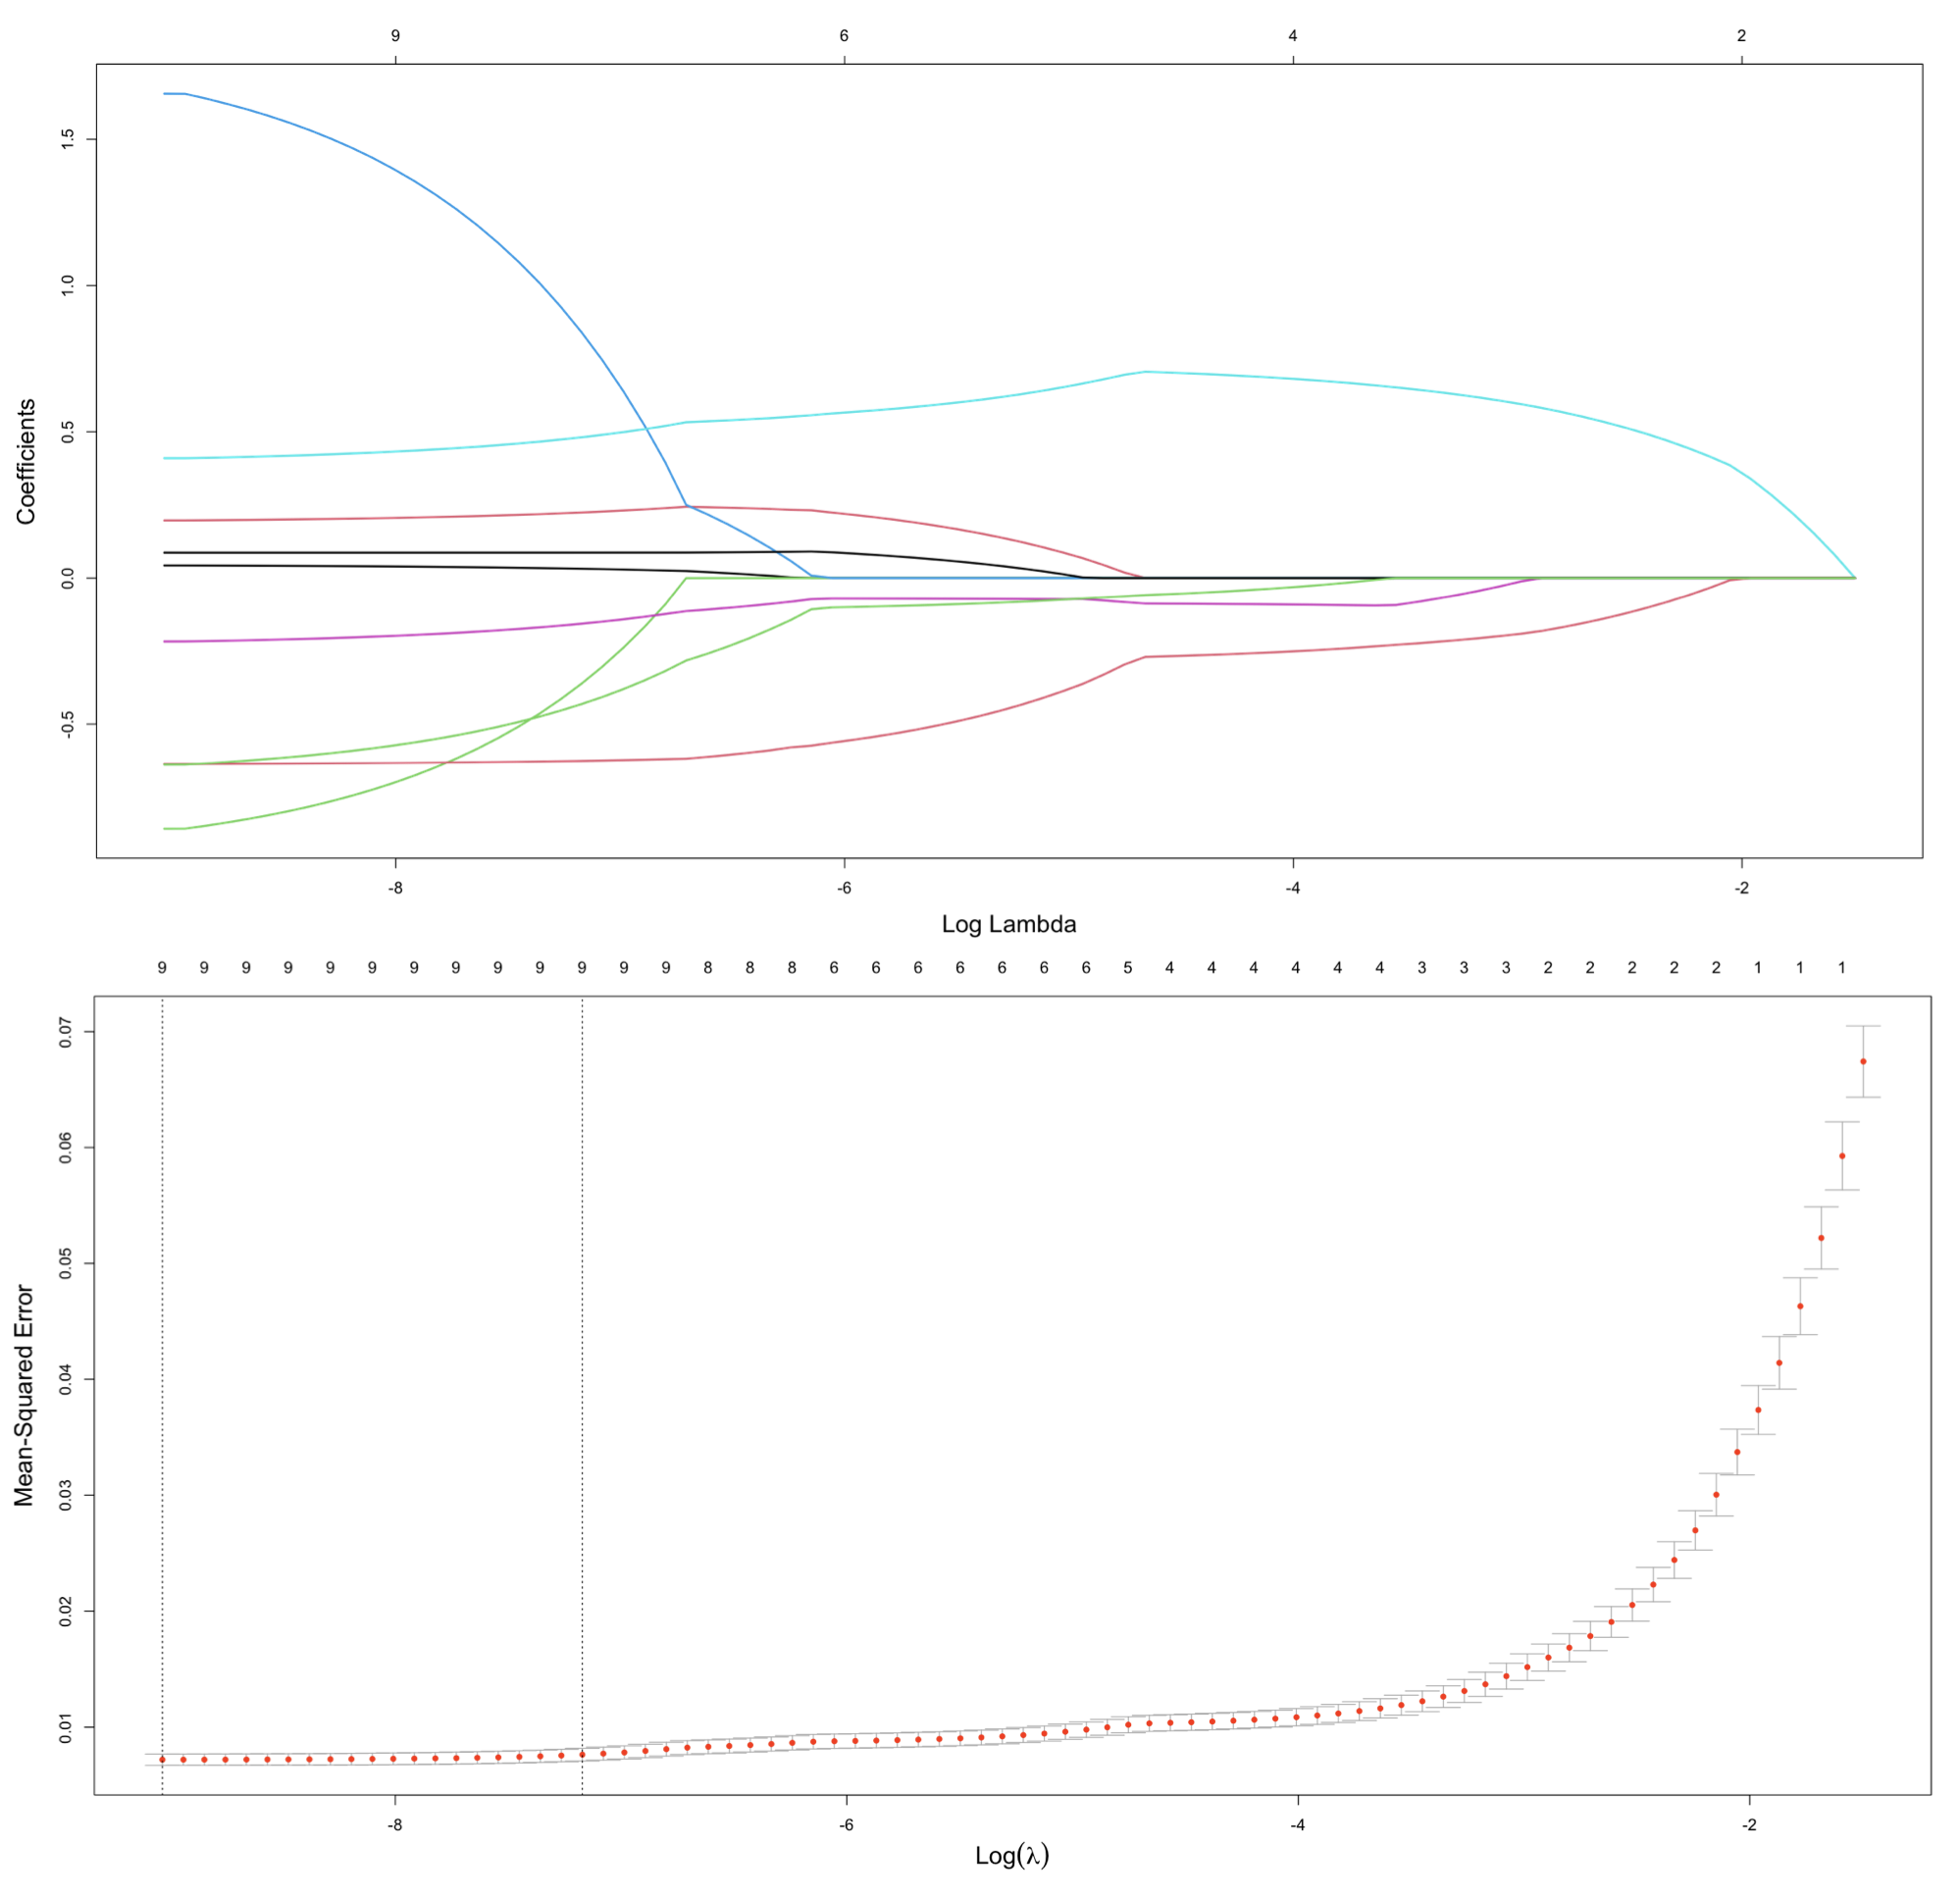 9 6 4 2
1.5
1.0
0.5
0.0
-0.5
Coefficients
-8 -6 -4 -2
Log Lambda
9 9 9 9 9 9 9 9 9 9 9 9 9 8 8 8 6 6 6 6 6 6 6 5 4 4 4 4 4 4 3 3 3 2 2 2 2 2 1 1 1
0.07
0.06
0.05
0.04
0.03
0.02
0.01
Mean-Squared Error
-8 -6 -4 -2
Log(λ)